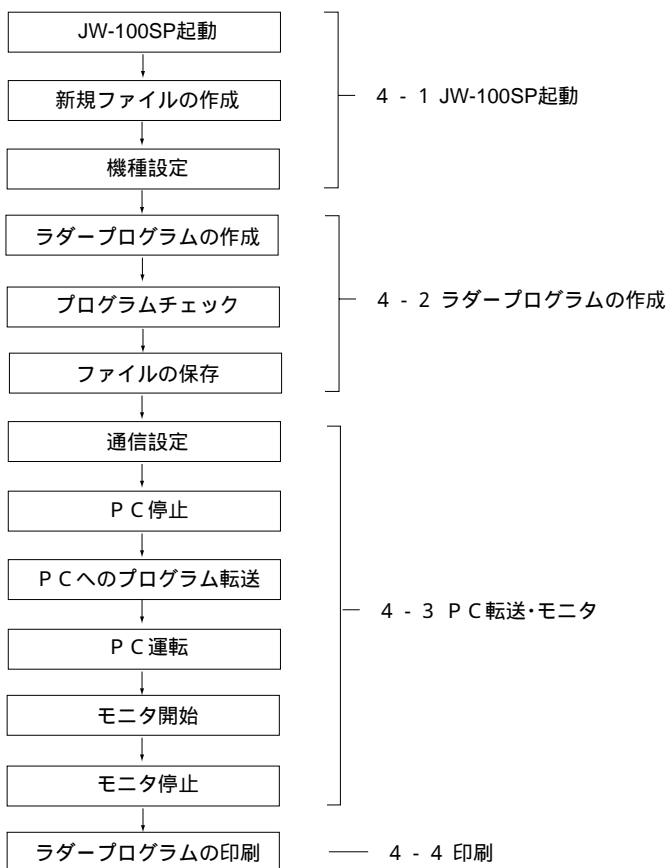 JW-100SP起動
新規ファイルの作成
機種設定
4 - 1 JW-100SP起動
ラダープログラムの作成
プログラムチェック
ファイルの保存
4 - 2 ラダープログラムの作成
通信設定
ＰＣ停止
ＰＣへのプログラム転送
ＰＣ運転
モニタ開始
モニタ停止
4 - 3 ＰＣ転送･モニタ
ラダープログラムの印刷
4 - 4 印刷